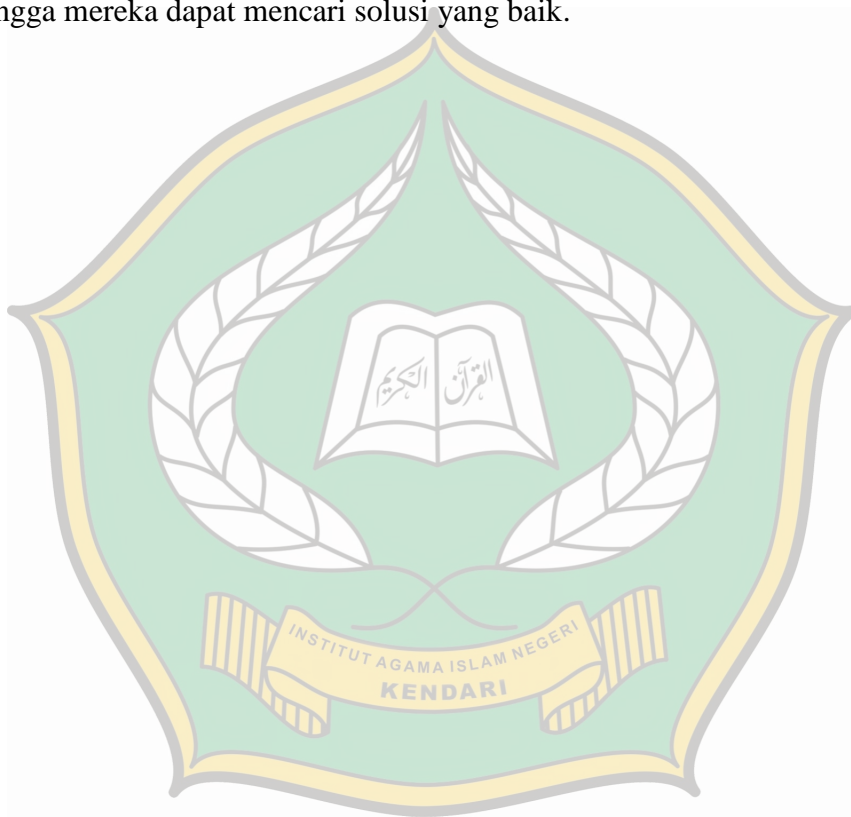 ngga mereka dapat mencari solusi yang baik.
الكريم القرآن
INSTITUT AGAMA ISLAM NEGERI
KENDARI